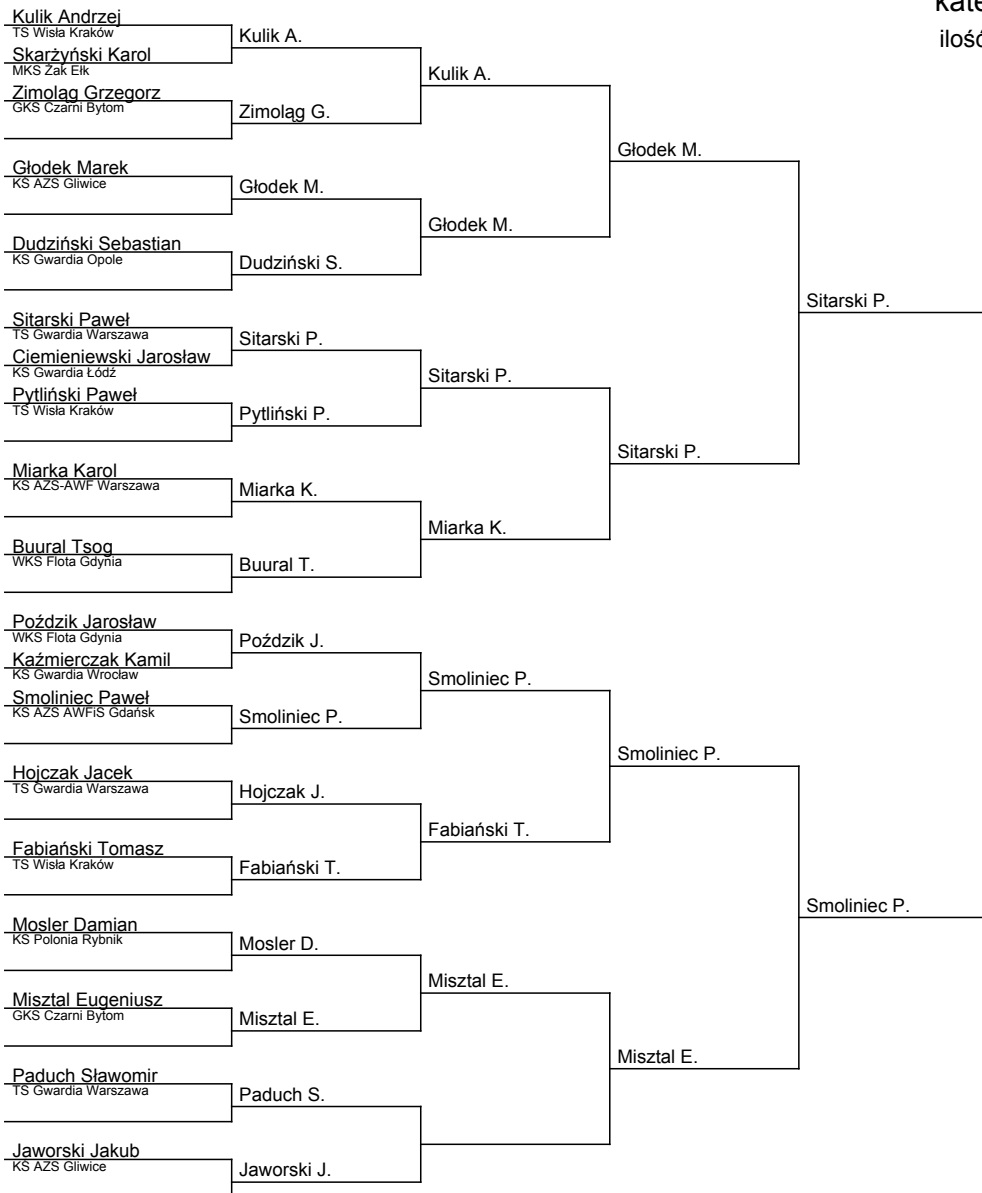 kate
ilość
Kulik Andrzej
TS Wisła Kraków
Skarżyński Karol
MKS Żak Ełk
Zimoląg Grzegorz
GKS Czarni Bytom
Głodek Marek
KS AZS Gliwice
Dudziński Sebastian
KS Gwardia Opole
Sitarski Paweł
TS Gwardia Warszawa
Ciemieniewski Jarosław
KS Gwardia Łódź
Pytliński Paweł
TS Wisła Kraków
Miarka Karol
KS AZS-AWF Warszawa
Buural Tsog
WKS Flota Gdynia
Poździk Jarosław
WKS Flota Gdynia
Kaźmierczak Kamil
KS Gwardia Wrocław
Smoliniec Paweł
KS AZS AWFiS Gdańsk
Hojczak Jacek
TS Gwardia Warszawa
Fabiański Tomasz
TS Wisła Kraków
Mosler Damian
KS Polonia Rybnik
Misztal Eugeniusz
GKS Czarni Bytom
Paduch Sławomir
TS Gwardia Warszawa
Jaworski Jakub
KS AZS Gliwice
Kulik A.
Zimoląg G.
Głodek M.
Dudziński S.
Sitarski P.
Pytliński P.
Miarka K.
Buural T.
Poździk J.
Smoliniec P.
Hojczak J.
Fabiański T.
Mosler D.
Misztal E.
Paduch S.
Jaworski J.
Kulik A.
Głodek M.
Sitarski P.
Miarka K.
Smoliniec P.
Fabiański T.
Misztal E.
Głodek M.
Sitarski P.
Smoliniec P.
Misztal E.
Sitarski P.
Smoliniec P.